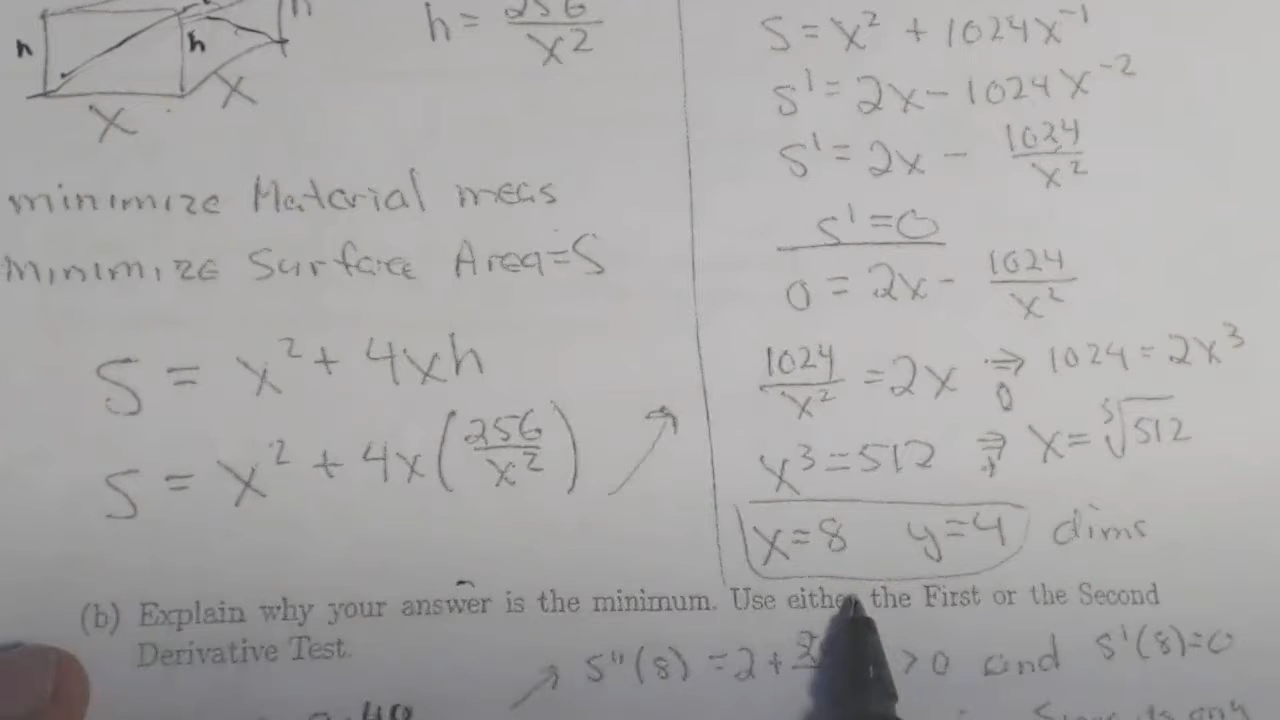 h
h
h
x
x
h = 256/x²
minimize Material means
Minimize Surface Area = S
S = x² + 4xh
S = x² + 4x(256/x²)
S = x² + 1024x⁻¹
S' = 2x - 1024x⁻²
S' = 2x - 1024/x²
S' = 0
0 = 2x - 1024/x²
1024/x² = 2x ⇒ 1024 = 2x³
x³ = 512 ⇒ x = ∛512
x = 8 y = 4 dims
(b) Explain why your answer is the minimum. Use either the First or the Second
Derivative Test.
S''(8) = 2 + > 0 and S'(8) = 0